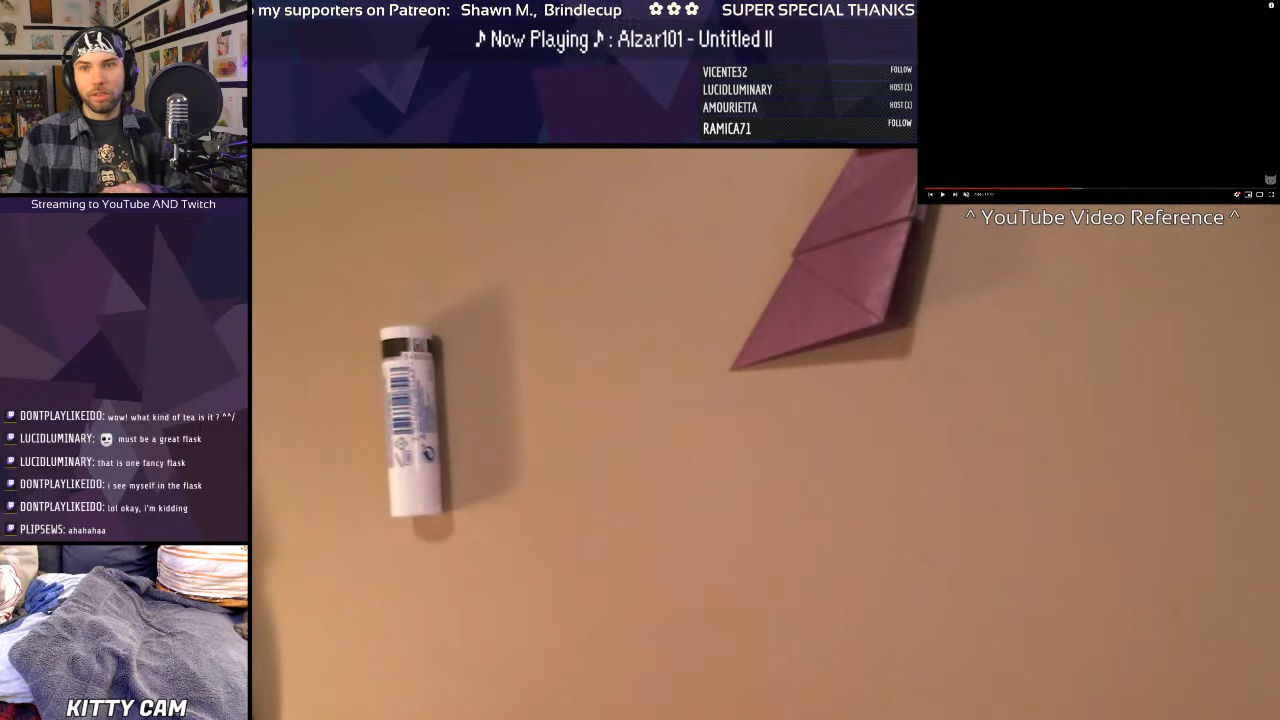 my supporters on Patreon: Shawn M., Brindlecup ✿ ✿ ✿ SUPER SPECIAL THANKS
♪ Now Playing ♪ : Alzar101 - Untitled II
VICENTE32 FOLLOW
LUCIDLUMINARY HOST (1)
AMOURIETTA HOST (1)
RAMICA71 FOLLOW
Streaming to YouTube AND Twitch
^ YouTube Video Reference ^
DONTPLAYLIKEIDO: wow! what kind of tea is it ? ^^/
LUCIDLUMINARY: 💀 must be a great flask
LUCIDLUMINARY: that is one fancy flask
DONTPLAYLIKEIDO: i see myself in the flask
DONTPLAYLIKEIDO: lol okay, i'm kidding
PLIPSEWS: ahahahaa
KITTY CAM